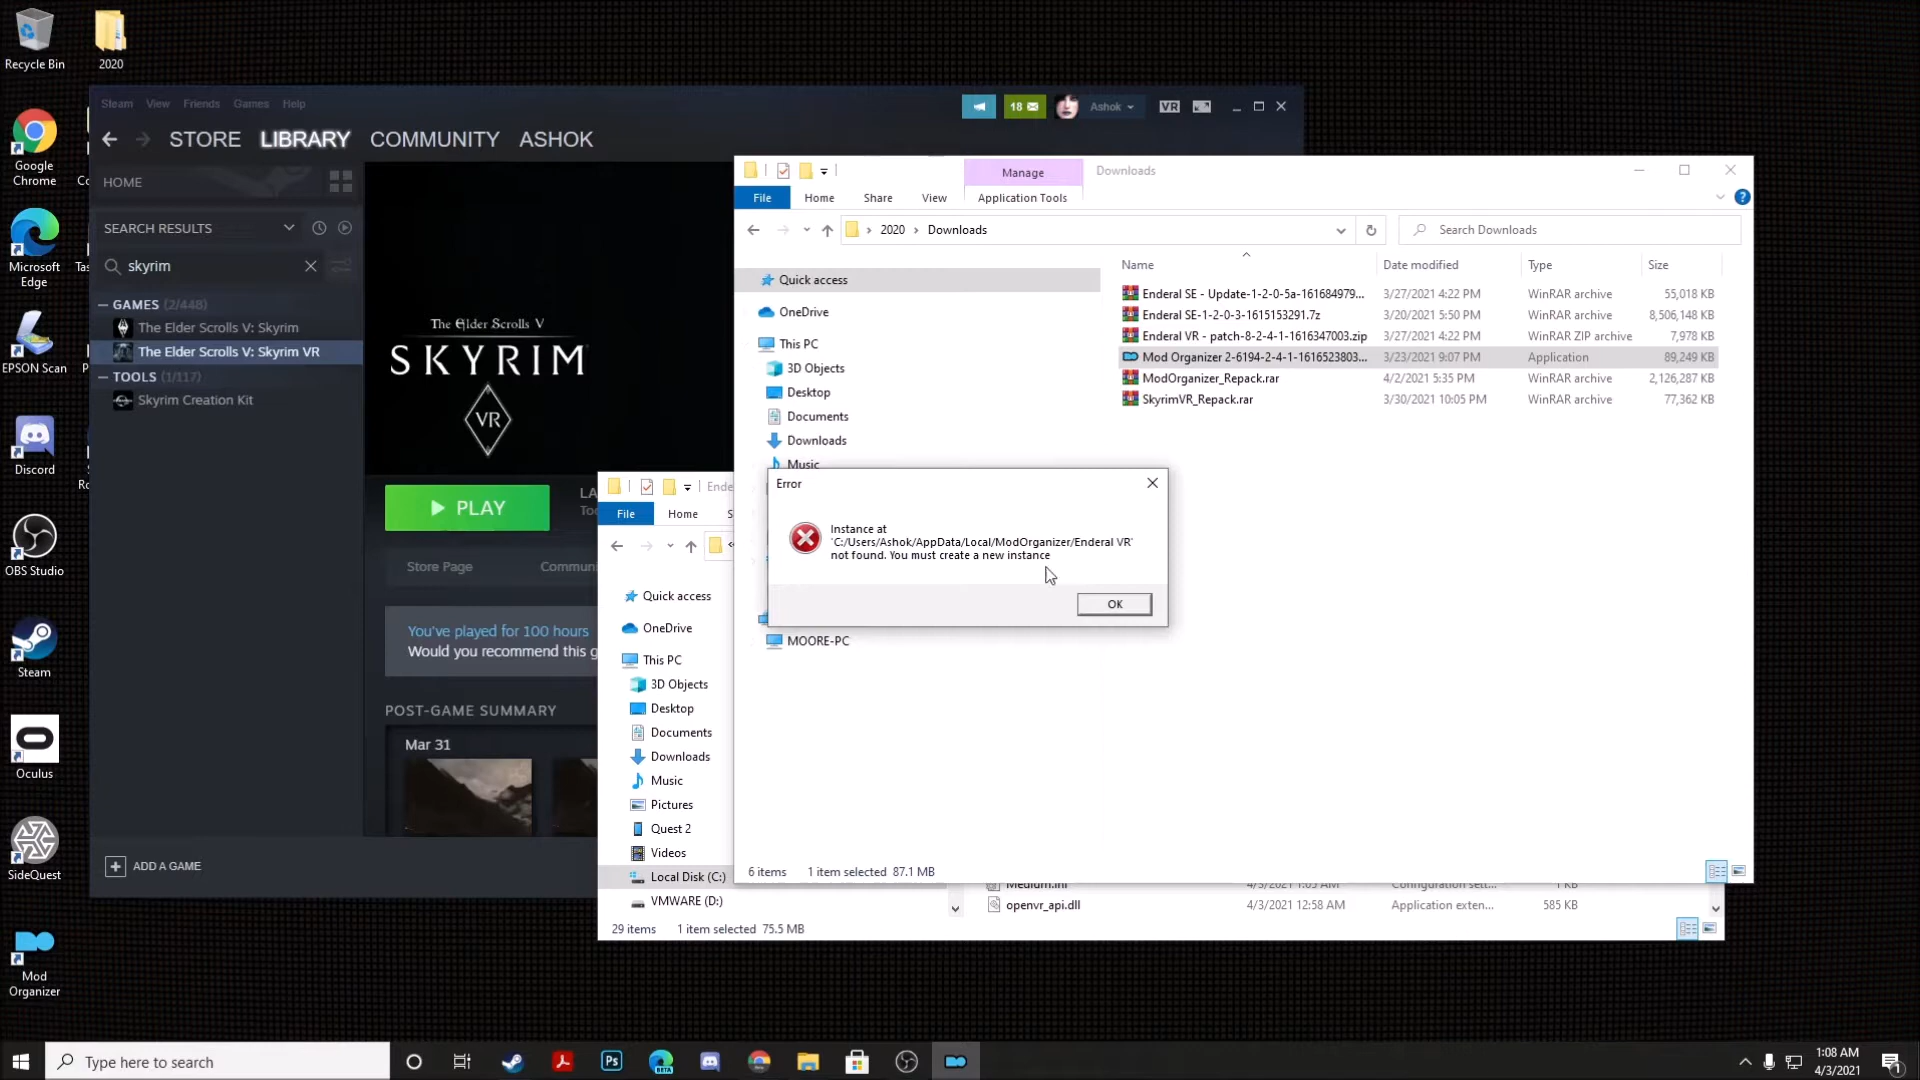 Recycle Bin
2020
Google
Chrome
Microsoft
Edge
EPSON Scan
Discord
OBS Studio
Steam
Oculus
SideQuest
Mod
Organizer
Steam View Friends Games Help
18
Ashok
VR
STORE LIBRARY COMMUNITY ASHOK
HOME
SEARCH RESULTS
skyrim
GAMES (2/448)
The Elder Scrolls V: Skyrim
The Elder Scrolls V: Skyrim VR
TOOLS (1/117)
Skyrim Creation Kit
The Elder Scrolls V
SKYRIM
VR
PLAY
LA
Store Page
You've played for 100 hours
Would you recommend this g
POST-GAME SUMMARY
Mar 31
ADD A GAME
Manage
Downloads
File Home Share View Application Tools
2020 › Downloads
Search Downloads
Name Date modified Type Size
Enderal SE - Update-1-2-0-5a-161684979... 3/27/2021 4:22 PM WinRAR archive 55,018 KB
Enderal SE-1-2-0-3-1615153291.7z 3/20/2021 5:50 PM WinRAR archive 8,506,148 KB
Enderal VR - patch-8-2-4-1-1616347003.zip 3/27/2021 4:22 PM WinRAR ZIP archive 7,978 KB
Mod Organizer 2-6194-2-4-1-1616523803... 3/23/2021 9:07 PM Application 89,249 KB
ModOrganizer_Repack.rar 4/2/2021 5:35 PM WinRAR archive 2,126,287 KB
SkyrimVR_Repack.rar 3/30/2021 10:05 PM WinRAR archive 77,362 KB
Quick access
OneDrive
This PC
3D Objects
Desktop
Documents
Downloads
Music
MOORE-PC
6 items 1 item selected 87.1 MB
Error
Instance at
'C:/Users/Ashok/AppData/Local/ModOrganizer/Enderal VR'
not found. You must create a new instance
OK
File Home
Quick access
OneDrive
This PC
3D Objects
Desktop
Documents
Downloads
Music
Pictures
Quest 2
Videos
Local Disk (C:)
VMWARE (D:)
openvr_api.dll 4/3/2021 12:58 AM Application exten... 585 KB
29 items 1 item selected 75.5 MB
Type here to search
Ps
BETA
1:08 AM
4/3/2021
1